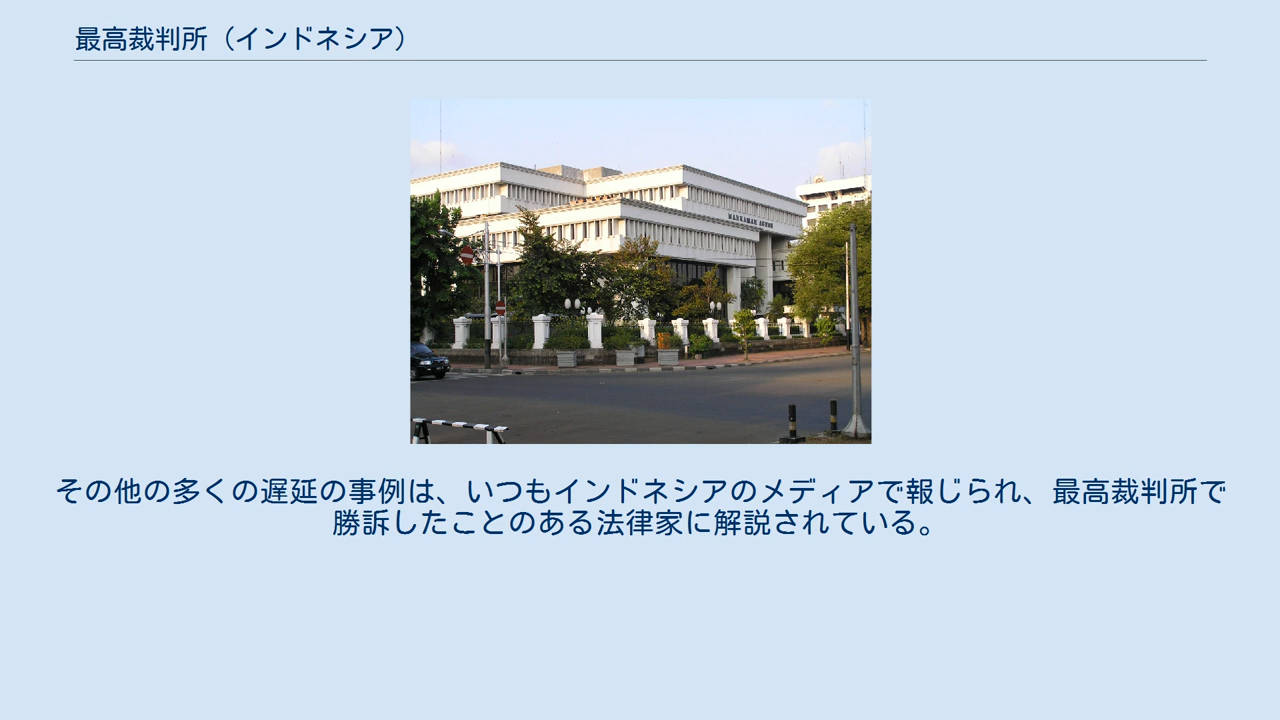 最高裁判所（インドネシア）
MAHKAMAH AGUNG
その他の多くの遅延の事例は、いつもインドネシアのメディアで報じられ、最高裁判所で
勝訴したことのある法律家に解説されている。